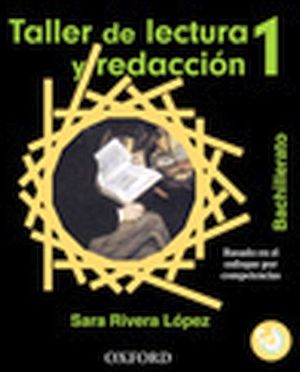 Taller de lectura
y redacción 1
Bachillerato
Basado en el
enfoque por
competencias
Sara Rivera López
OXFORD